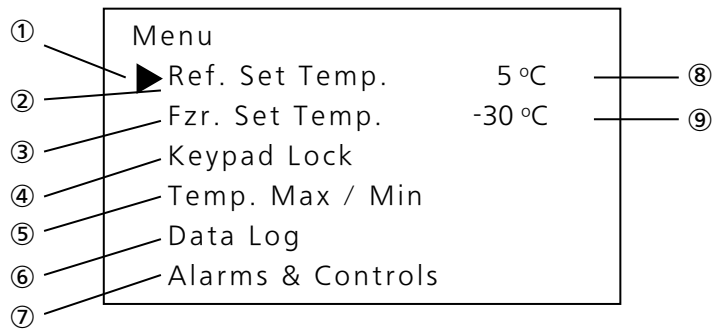 ①
Menu
Ref. Set Temp. 5 °C ⑧
②
Fzr. Set Temp. -30 °C ⑨
③
Keypad Lock
④
Temp. Max / Min
⑤
Data Log
⑥
Alarms & Controls
⑦